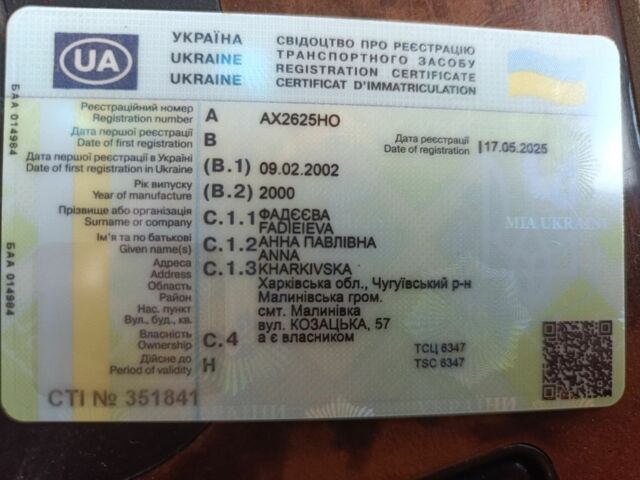 УКРАЇНА
UKRAINE
UKRAINE
СВІДОЦТВО ПРО РЕЄСТРАЦІЮ
ТРАНСПОРТНОГО ЗАСОБУ
REGISTRATION CERTIFICATE
CERTIFICAT D'IMMATRICULATION
UA
БАА 014984
БАА 014984
Реєстраційний номер
Registration number
A
AX2625HO
Дата першої реєстрації
Date of first registration
B
Дата реєстрації
Date of registration
I
17.05.2025
Дата першої реєстрації в Україні
Date of first registration in Ukraine
(B.1)
09.02.2002
Рік випуску
Year of manufacture
(B.2)
2000
Прізвище або організація
Surname or company
C.1.1
ФАДЄЄВА
FADIEIEVA
Ім'я та по батькові
Given name(s)
C.1.2
АННА ПАВЛІВНА
ANNA
Адреса
Address
C.1.3
KHARKIVSKA
Область
Харківська обл., Чугуївський р-н
Район
Малинівська гром.
Нас. пункт
смт. Малинівка
Вул., буд., кв.
вул. КОЗАЦЬКА, 57
Власність
Ownership
C.4
а є власником
Дійсне до
Period of validity
H
ТСЦ 6347
TSC 6347
MIA UKRAINE
СТІ № 351841